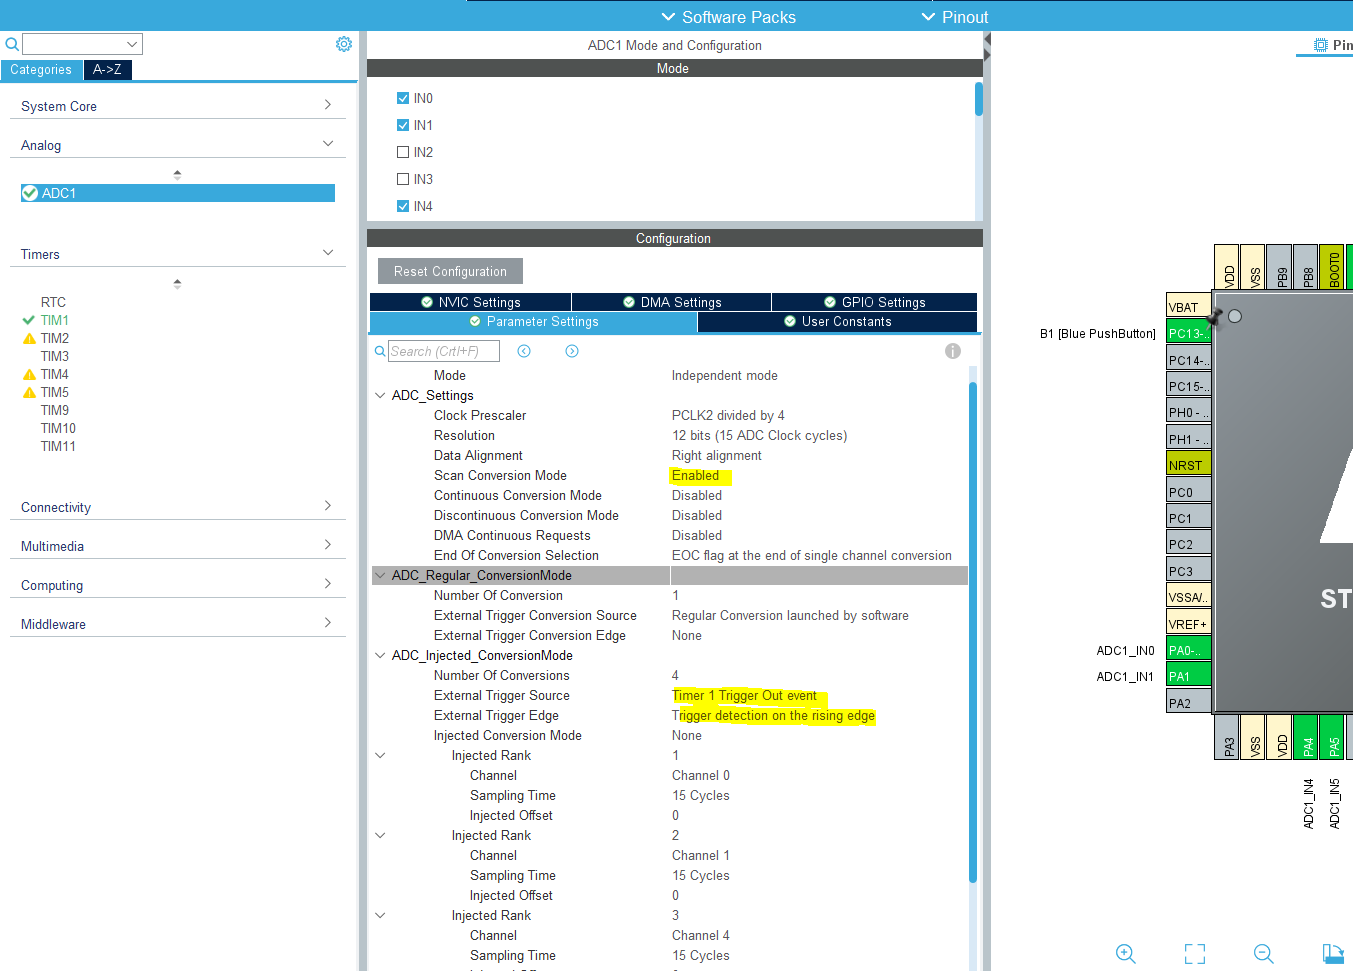 Software Packs
Pinout
ADC1 Mode and Configuration
Pin
Categories
A->Z
Mode
System Core
Analog
ADC1
Timers
RTC
TIM1
TIM2
TIM3
TIM4
TIM5
TIM9
TIM10
TIM11
Connectivity
Multimedia
Computing
Middleware
IN0
IN1
IN2
IN3
IN4
Configuration
Reset Configuration
NVIC Settings
DMA Settings
GPIO Settings
Parameter Settings
User Constants
Search (Crtl+F)
Mode Independent mode
ADC_Settings
Clock Prescaler PCLK2 divided by 4
Resolution 12 bits (15 ADC Clock cycles)
Data Alignment Right alignment
Scan Conversion Mode Enabled
Continuous Conversion Mode Disabled
Discontinuous Conversion Mode Disabled
DMA Continuous Requests Disabled
End Of Conversion Selection EOC flag at the end of single channel conversion
ADC_Regular_ConversionMode
Number Of Conversion 1
External Trigger Conversion Source Regular Conversion launched by software
External Trigger Conversion Edge None
ADC_Injected_ConversionMode
Number Of Conversions 4
External Trigger Source Timer 1 Trigger Out event
External Trigger Edge Trigger detection on the rising edge
Injected Conversion Mode None
Injected Rank 1
Channel Channel 0
Sampling Time 15 Cycles
Injected Offset 0
Injected Rank 2
Channel Channel 1
Sampling Time 15 Cycles
Injected Offset 0
Injected Rank 3
Channel Channel 4
Sampling Time 15 Cycles
VDD
VSS
PB9
PB8
BOOT0
VBAT
B1 [Blue PushButton]
PC13-..
PC14-..
PC15-..
PH0 - ..
PH1 - ..
NRST
PC0
PC1
PC2
PC3
VSSA/..
VREF+
ADC1_IN0
PA0-..
ADC1_IN1
PA1
PA2
ST
PA3
VSS
VDD
PA4
PA5
ADC1_IN4
ADC1_IN5